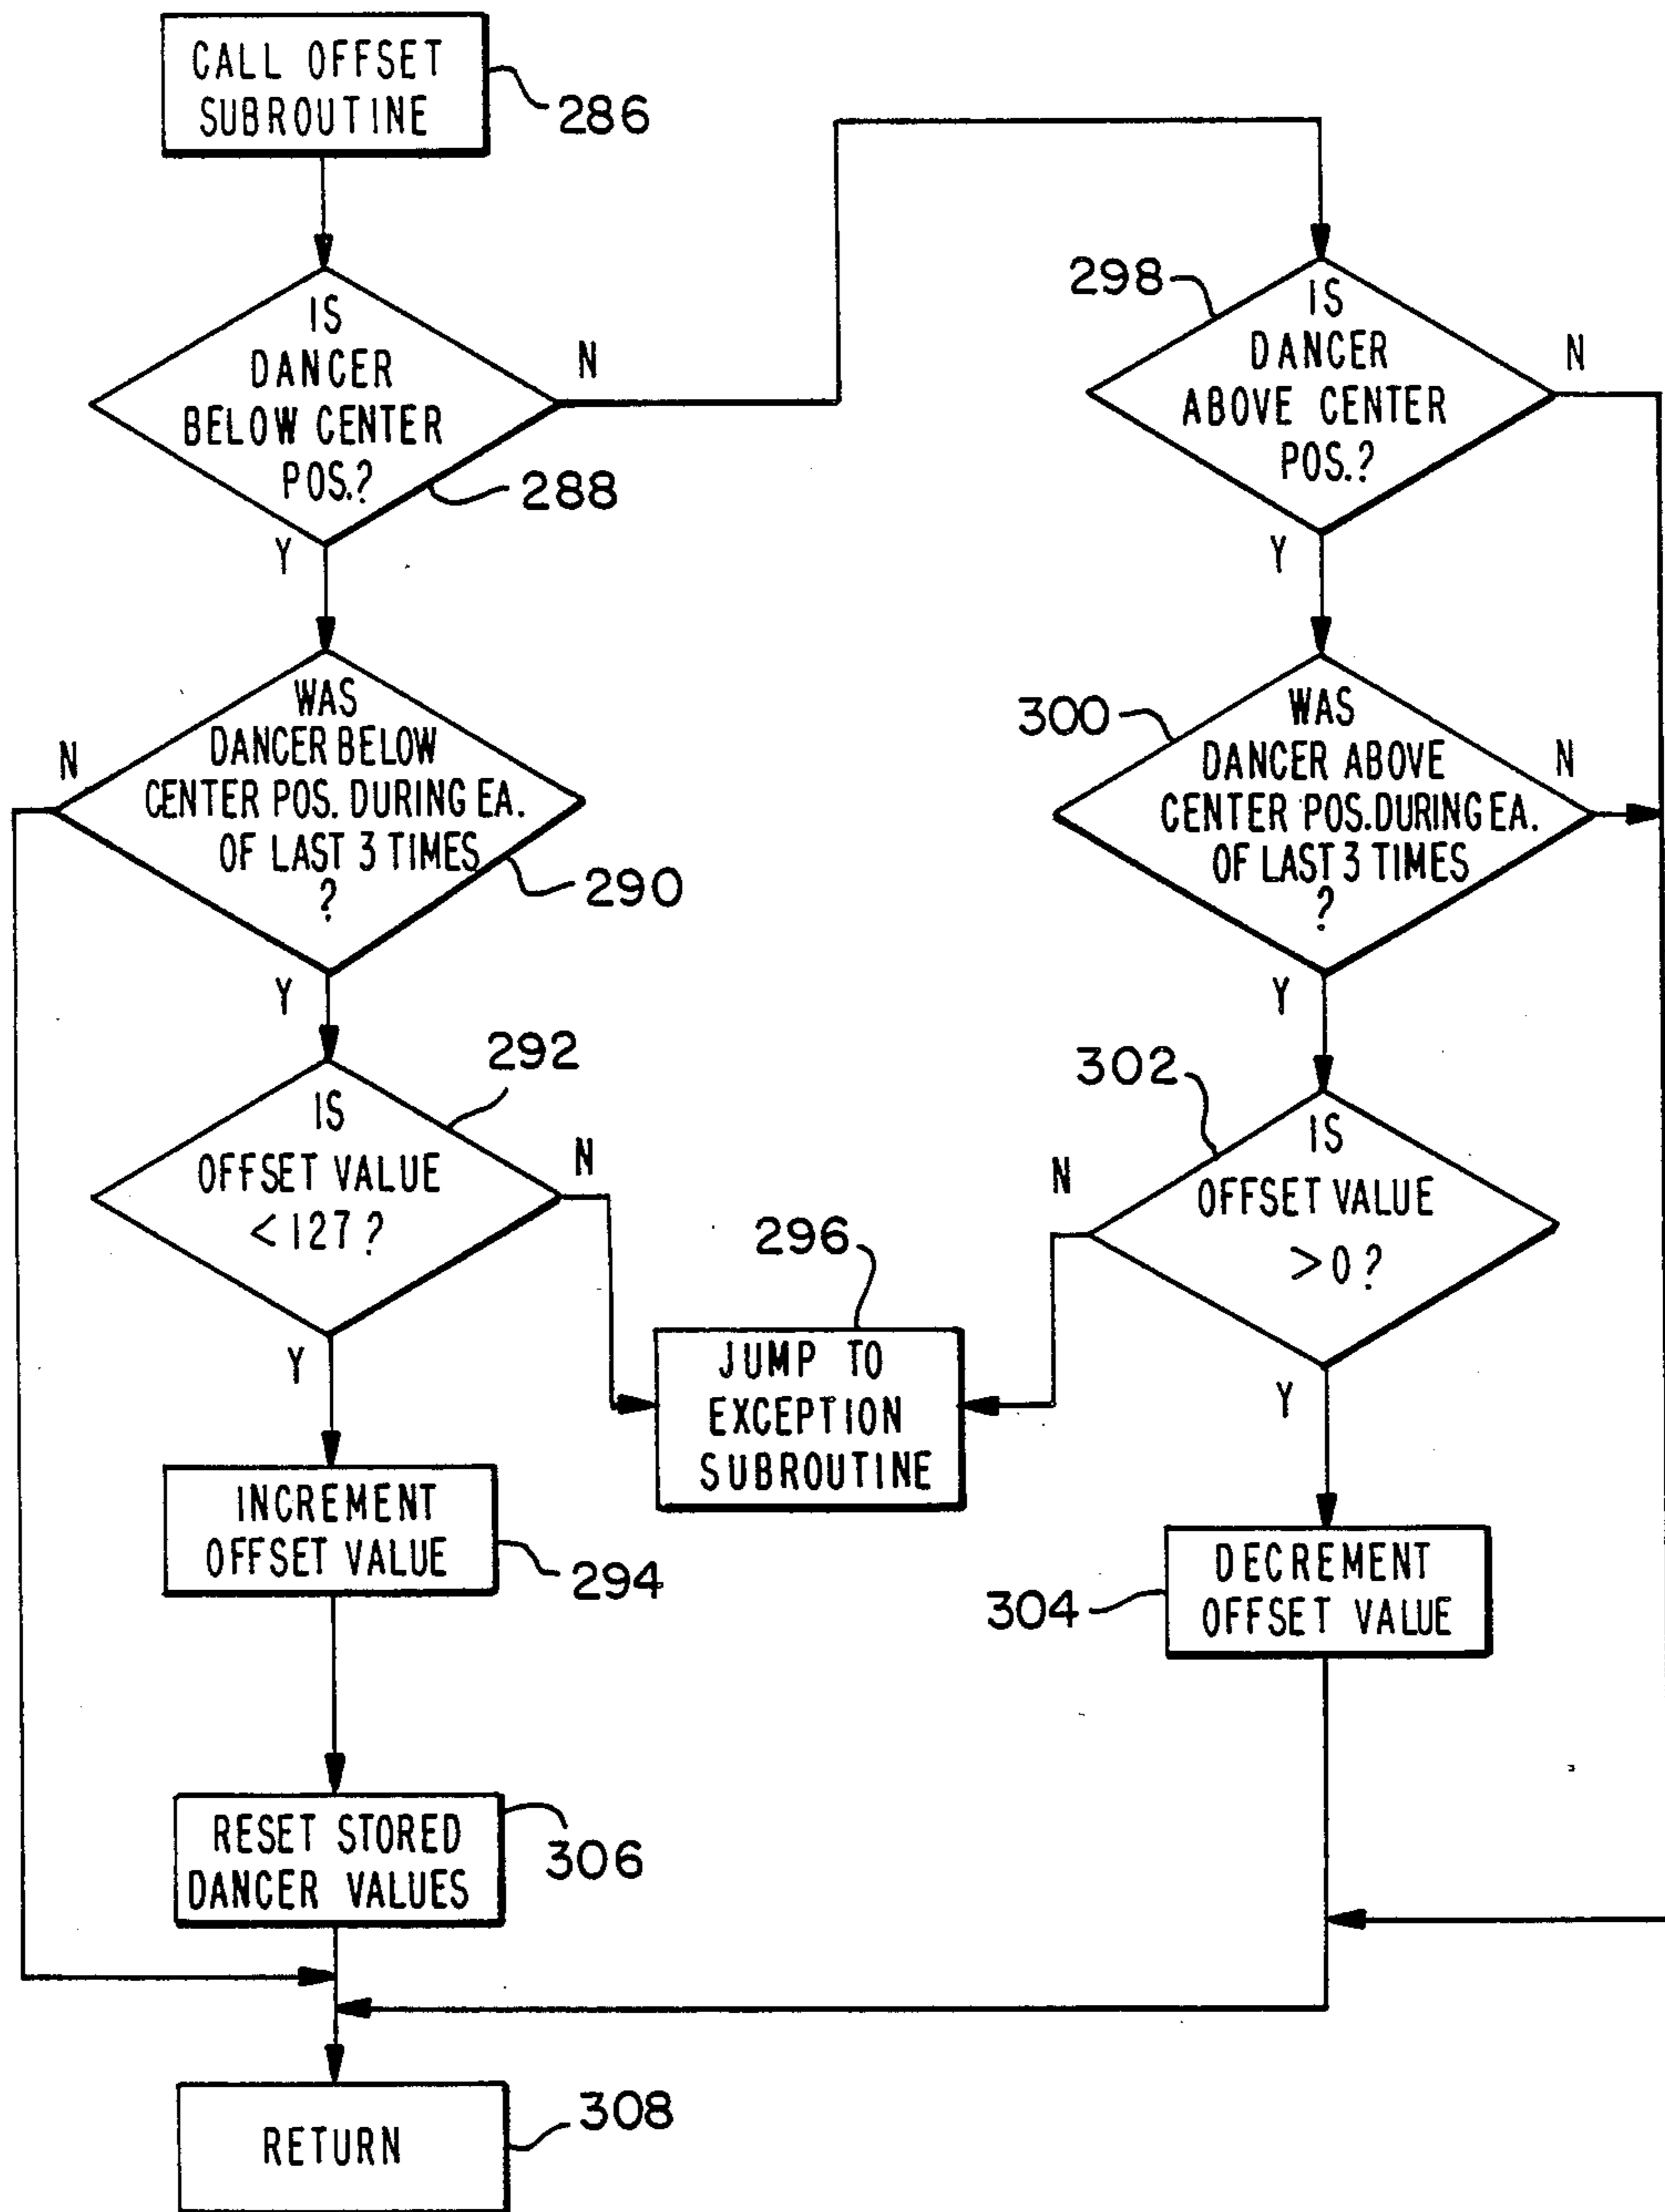 CALL OFFSET
SUBROUTINE
286
IS
DANCER
BELOW CENTER
POS.?
N
288
Y
WAS
DANCER BELOW
CENTER POS. DURING EA.
OF LAST 3 TIMES
?
N
290
Y
292
IS
OFFSET VALUE
< 127 ?
N
Y
INCREMENT
OFFSET VALUE
294
296
JUMP TO
EXCEPTION
SUBROUTINE
298
IS
DANCER
ABOVE CENTER
POS.?
N
Y
300
WAS
DANCER ABOVE
CENTER POS. DURING EA.
OF LAST 3 TIMES
?
N
Y
302
IS
OFFSET VALUE
> 0 ?
N
Y
304
DECREMENT
OFFSET VALUE
RESET STORED
DANCER VALUES
306
RETURN
308